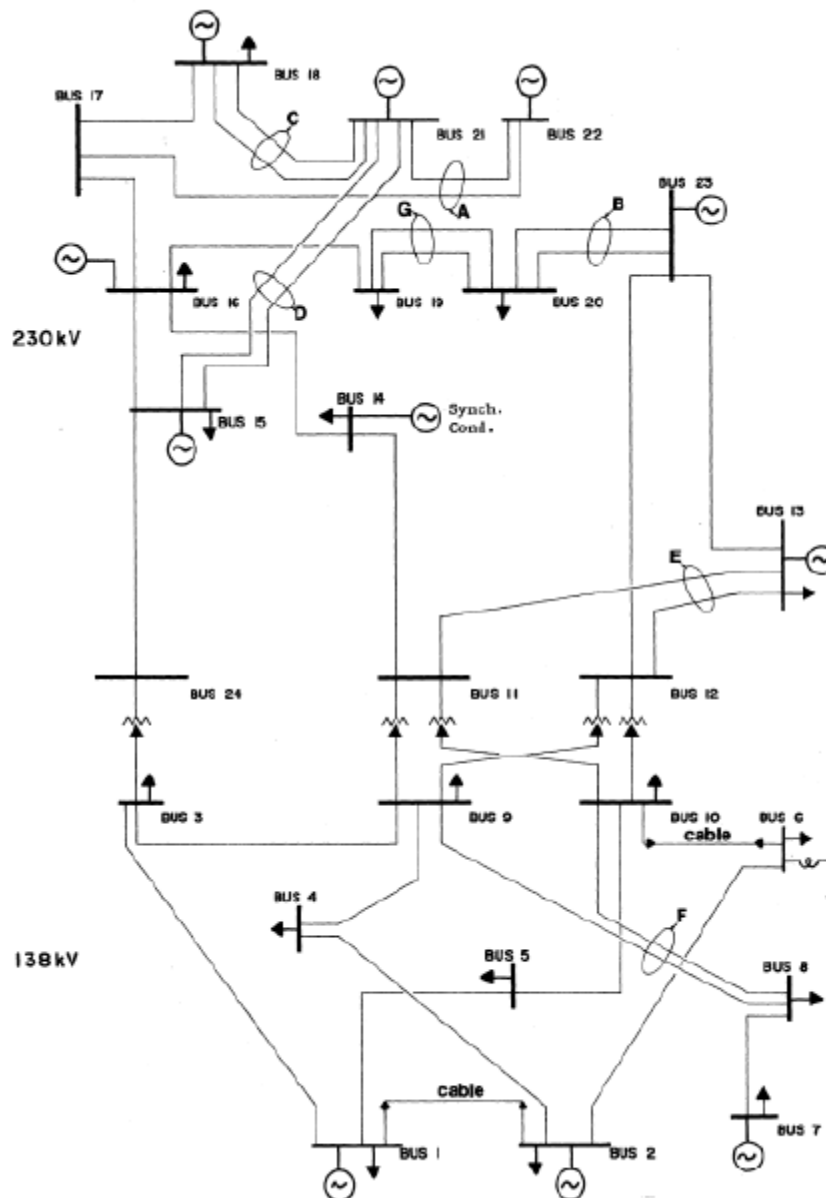 BUS 18
BUS 17
C
BUS 21
BUS 22
A
BUS 23
G
B
BUS 16
D
BUS 19
BUS 20
230kV
BUS 14
Synch.
Cond.
BUS 15
BUS 13
E
BUS 24
BUS 11
BUS 12
BUS 3
BUS 9
BUS 10
BUS 6
cable
BUS 4
F
138kV
BUS 5
BUS 8
cable
BUS 7
BUS 1
BUS 2